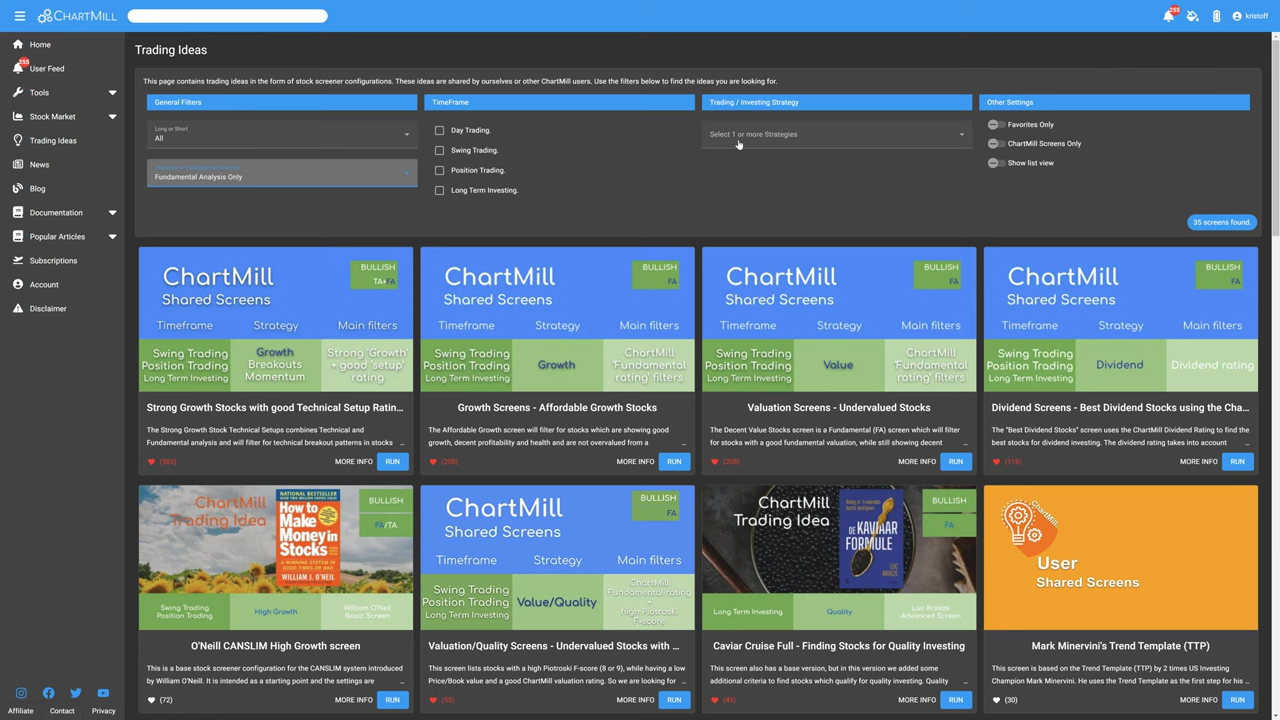 CHARTMILL
255
kristoff
Home
255
User Feed
Tools
Stock Market
Trading Ideas
News
Blog
Documentation
Popular Articles
Subscriptions
Account
Disclaimer
Affiliate
Contact
Privacy
Trading Ideas
This page contains trading ideas in the form of stock screener configurations. These ideas are shared by ourselves or other ChartMill users. Use the filters below to find the ideas you are looking for.
General Filters
TimeFrame
Trading / Investing Strategy
Other Settings
Long or Short
All
Fundamental Analysis Only
Day Trading.
Swing Trading.
Position Trading.
Long Term Investing.
Select 1 or more Strategies
Favorites Only
ChartMill Screens Only
Show list view
35 screens found.
ChartMill
Shared Screens
BULLISH
TA+FA
Timeframe Strategy Main filters
Swing Trading
Position Trading
Long Term Investing
Growth
Breakouts
Momentum
Strong 'Growth'
+ good 'setup'
rating
Strong Growth Stocks with good Technical Setup Ratin...
The Strong Growth Stock Technical Setups combines Technical and
Fundamental analysis and will filter for technical breakout patterns in stocks ...
(583)
MORE INFO
RUN
ChartMill
Shared Screens
BULLISH
FA
Timeframe Strategy Main filters
Swing Trading
Position Trading
Long Term Investing
Growth
ChartMill
'Fundamental
rating' filters
Growth Screens - Affordable Growth Stocks
The Affordable Growth screen will filter for stocks which are showing good
growth, decent profitability and health and are not overvalued from a ...
(208)
MORE INFO
RUN
ChartMill
Shared Screens
BULLISH
FA
Timeframe Strategy Main filters
Swing Trading
Position Trading
Long Term Investing
Value
ChartMill
'Fundamental
rating' filters
Valuation Screens - Undervalued Stocks
The Decent Value Stocks screen is a Fundamental (FA) screen which will filter
for stocks with a good fundamental valuation, while still showing decent ...
(208)
MORE INFO
RUN
ChartMill
Shared Screens
BULLISH
FA
Timeframe Strategy Main filters
Swing Trading
Position Trading
Long Term Investing
Dividend
Dividend rating
Dividend Screens - Best Dividend Stocks using the Cha...
The "Best Dividend Stocks" screen uses the ChartMill Dividend Rating to find the
best stocks for dividend investing. The dividend rating takes into account ...
(118)
MORE INFO
RUN
ChartMill
Trading Idea
NATIONAL BESTSELLER
How to
Make
Money in
Stocks
A WINNING SYSTEM
IN GOOD TIMES OR BAD
WILLIAM J. O'NEIL
BULLISH
FA/TA
Swing Trading
Position Trading
High Growth
William O'Neil
Basic Screen
O'Neill CANSLIM High Growth screen
This is a base stock screener configuration for the CANSLIM system introduced
by William O'Neil. It is intended as a starting point and the settings are ...
(72)
MORE INFO
RUN
ChartMill
Shared Screens
BULLISH
FA
Timeframe Strategy Main filters
Swing Trading
Position Trading
Long Term Investing
Value/Quality
ChartMill
Fundamental rating
+
high Piotroski
F-score
Valuation/Quality Screens - Undervalued Stocks with ...
This screen lists stocks with a high Piotroski F-score (8 or 9), while having a low
Price/Book value and a good ChartMill valuation rating. So we are looking for ...
(55)
MORE INFO
RUN
ChartMill
Trading Idea
DE KAVIAAR
FORMULE
LUC KROEZE
BULLISH
FA
Long Term Investing
Quality
Luc Kroeze
Advanced Screen
Caviar Cruise Full - Finding Stocks for Quality Investing
This screen also has a base version, but in this version we added some
additional criteria to find stocks which qualify for quality investing. Quality ...
(49)
MORE INFO
RUN
ChartMill
User
Shared Screens
Mark Minervini's Trend Template (TTP)
This screen is based on the Trend Template (TTP) by 2 times US Investing
Champion Mark Minervini. He uses the Trend Template as the first step for his ...
(30)
MORE INFO
RUN